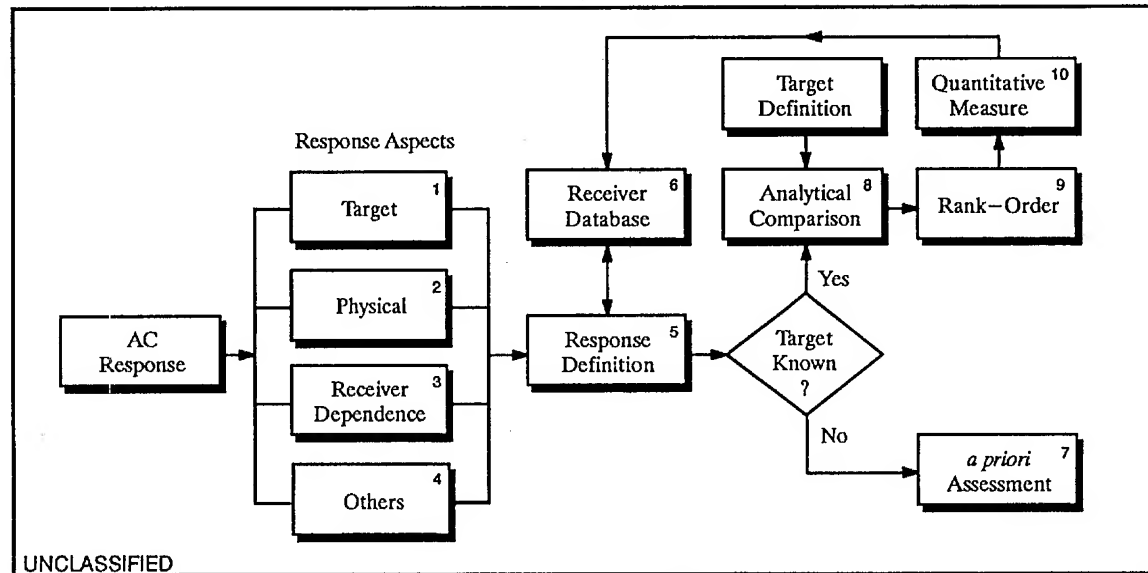 AC
Response
Response Aspects
1
Target
2
Physical
3
Receiver
Dependence
4
Others
5
Response
Definition
6
Receiver
Database
Target
Known
?
Yes
No
7
a priori
Assessment
Target
Definition
8
Analytical
Comparison
9
Rank–Order
10
Quantitative
Measure
UNCLASSIFIED